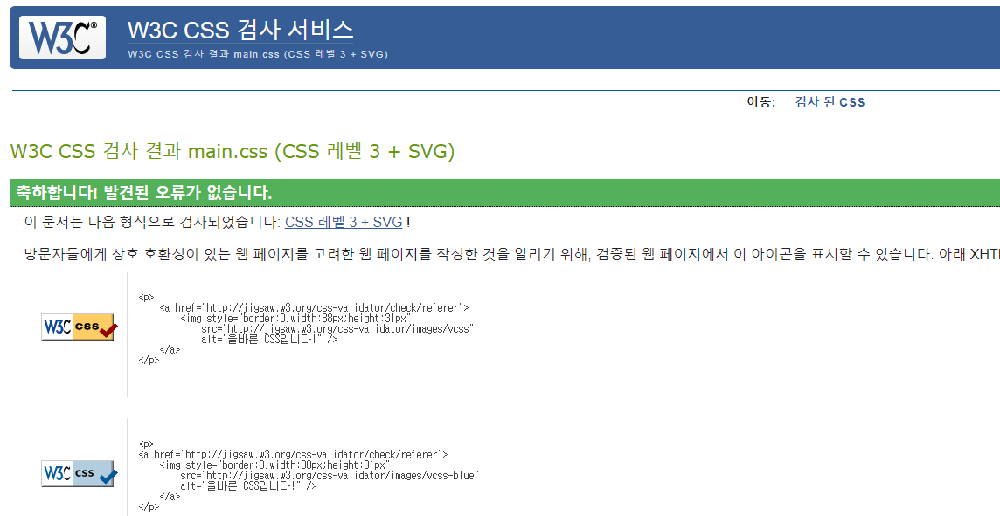 W3C® W3C CSS 검사 서비스
W3C CSS 검사 결과 main.css (CSS 레벨 3 + SVG)
이동: 검사 된 CSS
W3C CSS 검사 결과 main.css (CSS 레벨 3 + SVG)
축하합니다! 발견된 오류가 없습니다.
이 문서는 다음 형식으로 검사되었습니다: CSS 레벨 3 + SVG !
방문자들에게 상호 호환성이 있는 웹 페이지를 고려한 웹 페이지를 작성한 것을 알리기 위해, 검증된 웹 페이지에서 이 아이콘을 표시할 수 있습니다. 아래
W3C css
<p>
<a href="http://jigsaw.w3.org/css-validator/check/referer">
<img style="border:0;width:88px;height:31px"
src="http://jigsaw.w3.org/css-validator/images/vcss"
alt="올바른 CSS입니다!" />
</a>
</p>
W3C css
<p>
<a href="http://jigsaw.w3.org/css-validator/check/referer">
<img style="border:0;width:88px;height:31px"
src="http://jigsaw.w3.org/css-validator/images/vcss-blue"
alt="올바른 CSS입니다!" />
</a>
</p>